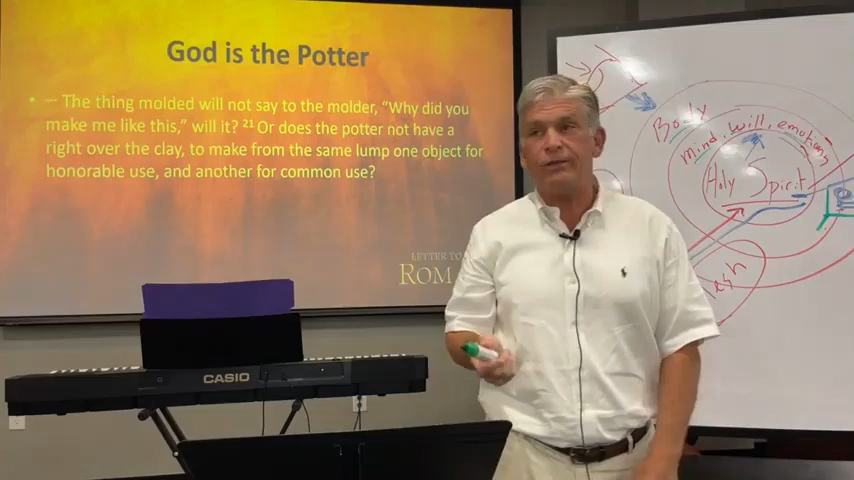 God is the Potter
• — The thing molded will not say to the molder, “Why did you
make me like this,” will it? ²¹ Or does the potter not have a
right over the clay, to make from the same lump one object for
honorable use, and another for common use?
LETTER TO
ROM
Body
mind, will, emotions
Holy Spirit
CASIO